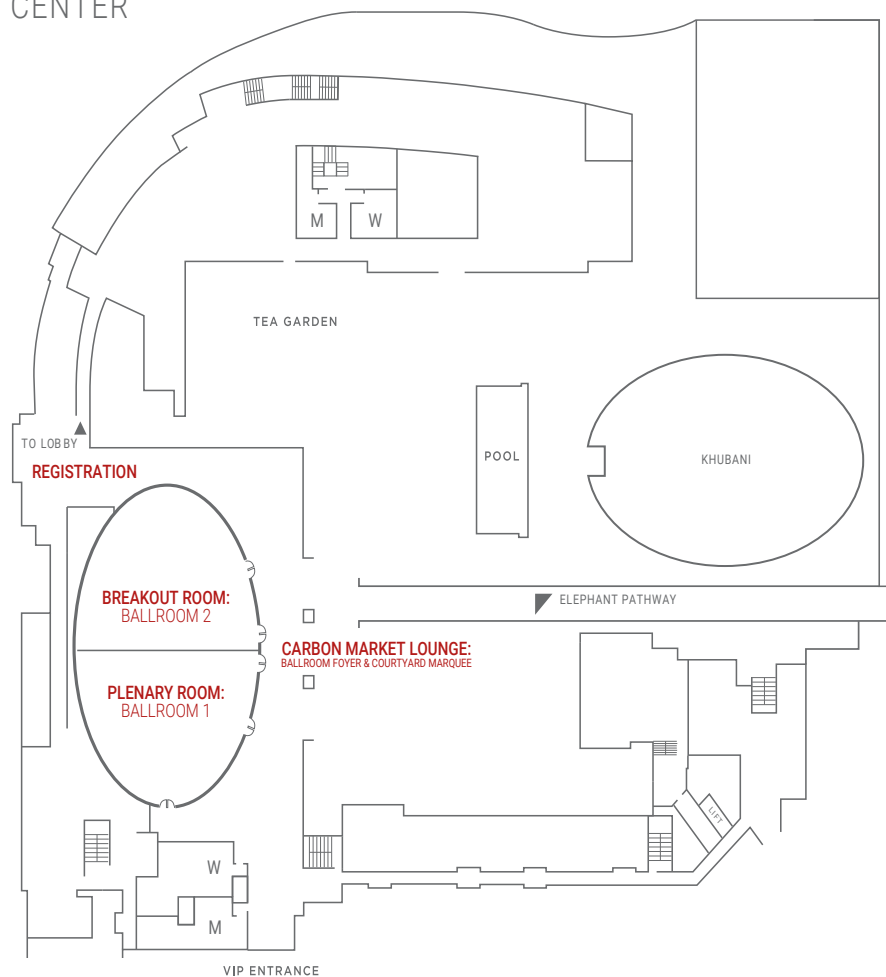 CENTER
M
W
TEA GARDEN
POOL
KHUBANI
TO LOBBY
REGISTRATION
ELEPHANT PATHWAY
BREAKOUT ROOM:
BALLROOM 2
CARBON MARKET LOUNGE:
BALLROOM FOYER & COURTYARD MARQUEE
PLENARY ROOM:
BALLROOM 1
LIFT
W
M
VIP ENTRANCE